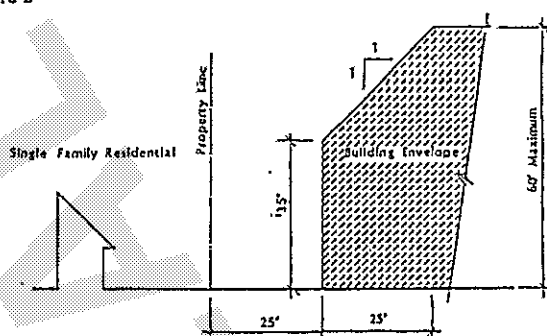 Single Family Residential
Property Line
Building Envelope
1
1
35'
60' Maximum
25'
25'